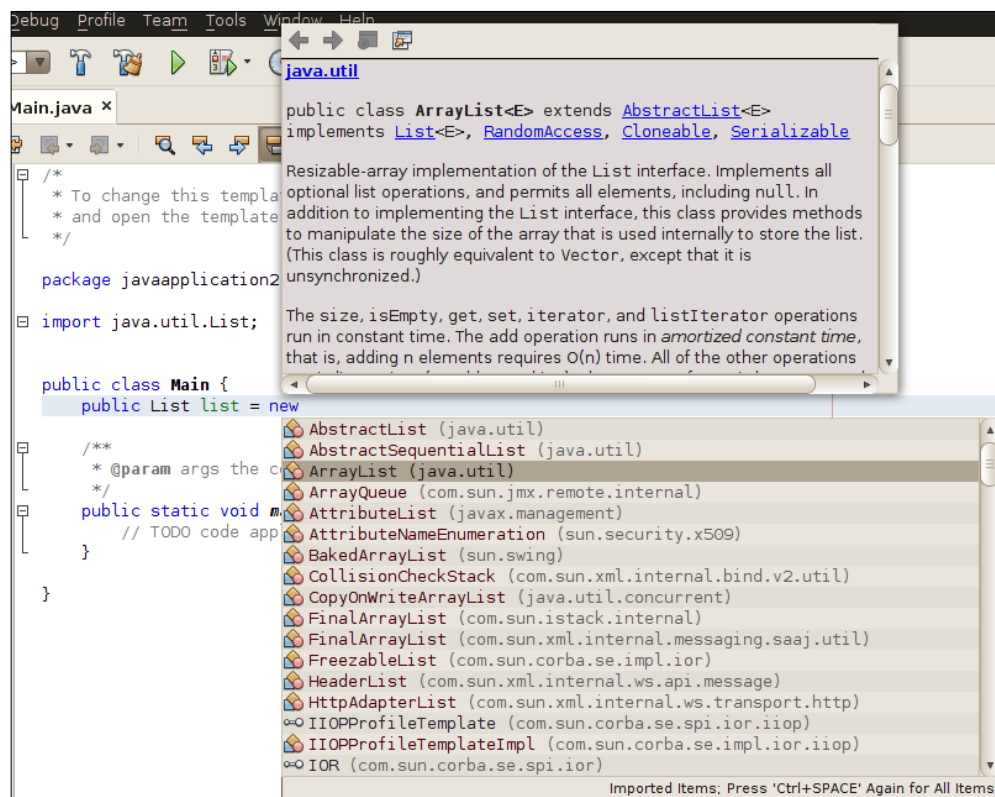 Debug Profile Team Tools Window Help
Main.java ×
java.util
public class ArrayList<E> extends AbstractList<E>
implements List<E>, RandomAccess, Cloneable, Serializable
Resizable-array implementation of the List interface. Implements all
optional list operations, and permits all elements, including null. In
addition to implementing the List interface, this class provides methods
to manipulate the size of the array that is used internally to store the list.
(This class is roughly equivalent to Vector, except that it is
unsynchronized.)
The size, isEmpty, get, set, iterator, and listIterator operations
run in constant time. The add operation runs in amortized constant time,
that is, adding n elements requires O(n) time. All of the other operations
/*
* To change this templa
* and open the template
*/
package javaapplication2
import java.util.List;
public class Main {
public List list = new
/**
* @param args the c
*/
public static void m
// TODO code app
}
}
AbstractList (java.util)
AbstractSequentialList (java.util)
ArrayList (java.util)
ArrayQueue (com.sun.jmx.remote.internal)
AttributeList (javax.management)
AttributeNameEnumeration (sun.security.x509)
BakedArrayList (sun.swing)
CollisionCheckStack (com.sun.xml.internal.bind.v2.util)
CopyOnWriteArrayList (java.util.concurrent)
FinalArrayList (com.sun.istack.internal)
FinalArrayList (com.sun.xml.internal.messaging.saaj.util)
FreezableList (com.sun.corba.se.impl.ior)
HeaderList (com.sun.xml.internal.ws.api.message)
HttpAdapterList (com.sun.xml.internal.ws.transport.http)
IIOPProfileTemplate (com.sun.corba.se.spi.ior.iiop)
IIOPProfileTemplateImpl (com.sun.corba.se.impl.ior.iiop)
IOR (com.sun.corba.se.spi.ior)
Imported Items; Press 'Ctrl+SPACE' Again for All Items